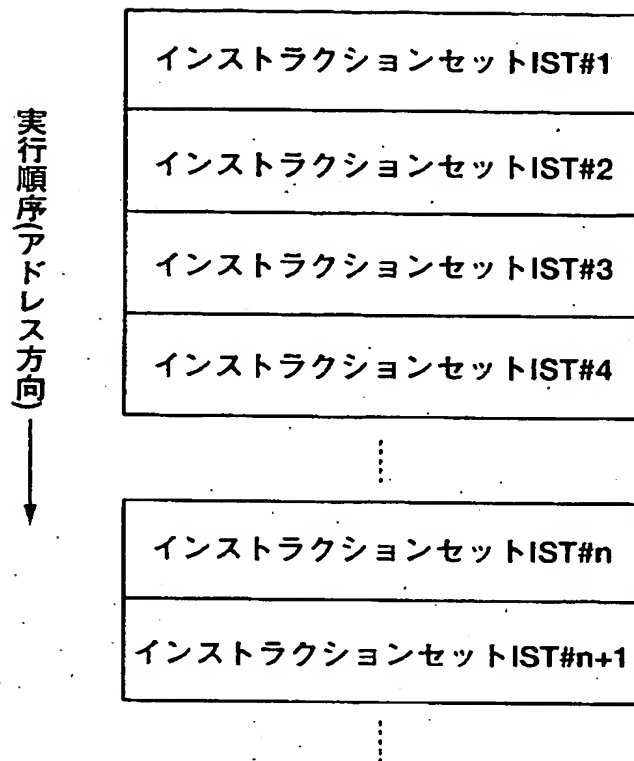 実行順序(アドレス方向)
インストラクションセットIST#1
インストラクションセットIST#2
インストラクションセットIST#3
インストラクションセットIST#4
インストラクションセットIST#n
インストラクションセットIST#n+1